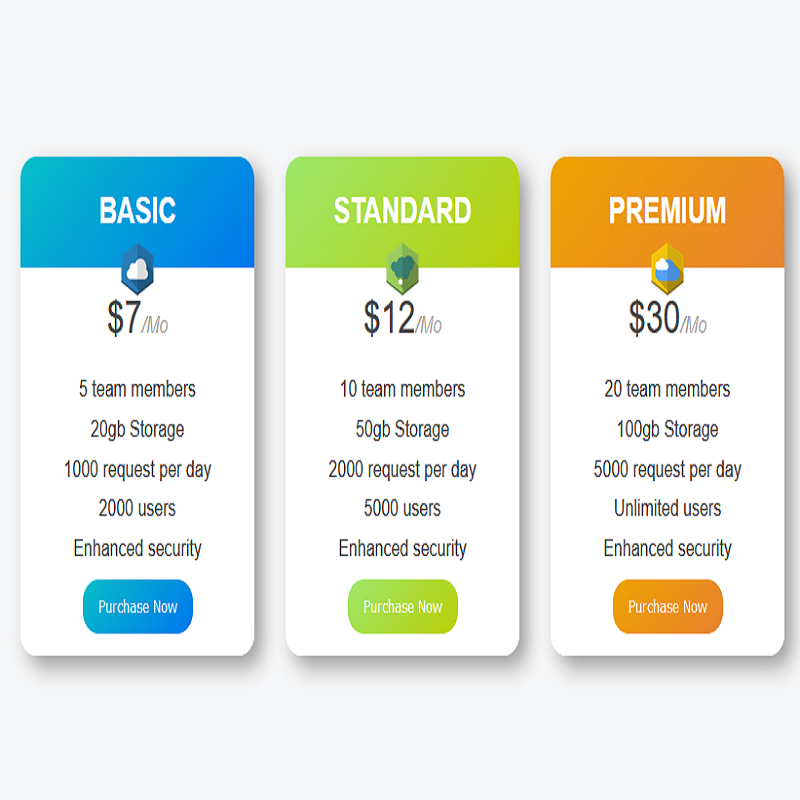 BASIC
$7/Mo
5 team members
20gb Storage
1000 request per day
2000 users
Enhanced security
Purchase Now
STANDARD
$12/Mo
10 team members
50gb Storage
2000 request per day
5000 users
Enhanced security
Purchase Now
PREMIUM
$30/Mo
20 team members
100gb Storage
5000 request per day
Unlimited users
Enhanced security
Purchase Now